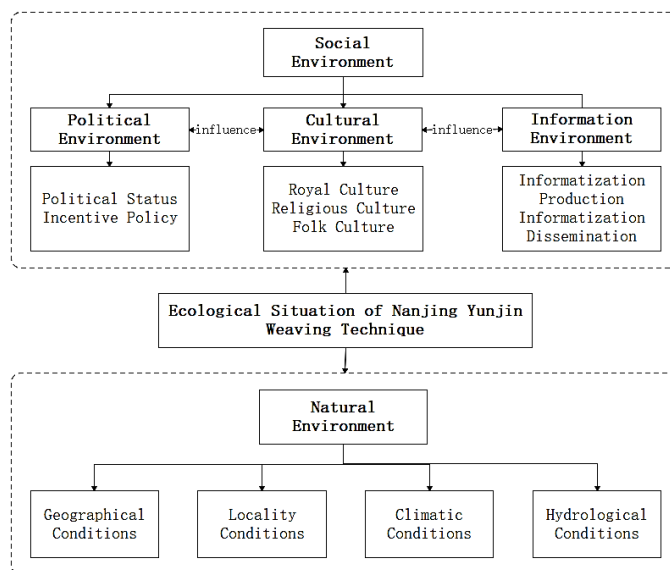 Social
Environment
Political
Environment
influence
Cultural
Environment
influence
Information
Environment
Political Status
Incentive Policy
Royal Culture
Religious Culture
Folk Culture
Informatization
Production
Informatization
Dissemination
Ecological Situation of Nanjing Yunjin
Weaving Technique
Natural
Environment
Geographical
Conditions
Locality
Conditions
Climatic
Conditions
Hydrological
Conditions